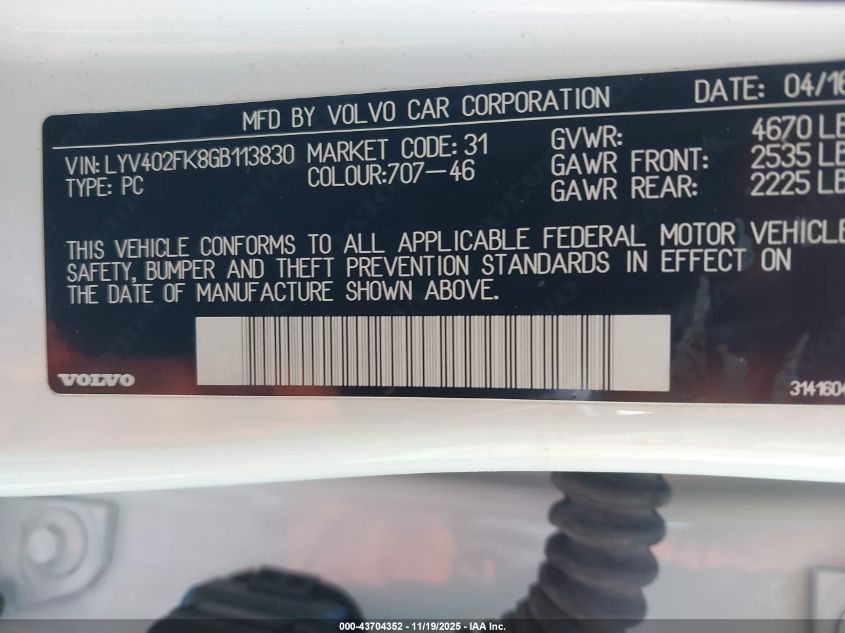 MFD BY VOLVO CAR CORPORATION DATE: 04/16
VIN: LYV402FK8GB113830 MARKET CODE: 31 GVWR: 4670 LB
TYPE: PC COLOUR:707-46 GAWR FRONT: 2535 LB
GAWR REAR: 2225 LB
THIS VEHICLE CONFORMS TO ALL APPLICABLE FEDERAL MOTOR VEHICLE
SAFETY, BUMPER AND THEFT PREVENTION STANDARDS IN EFFECT ON
THE DATE OF MANUFACTURE SHOWN ABOVE.
VOLVO 3141604
000-43704352 - 11/19/2025 - IAA Inc.